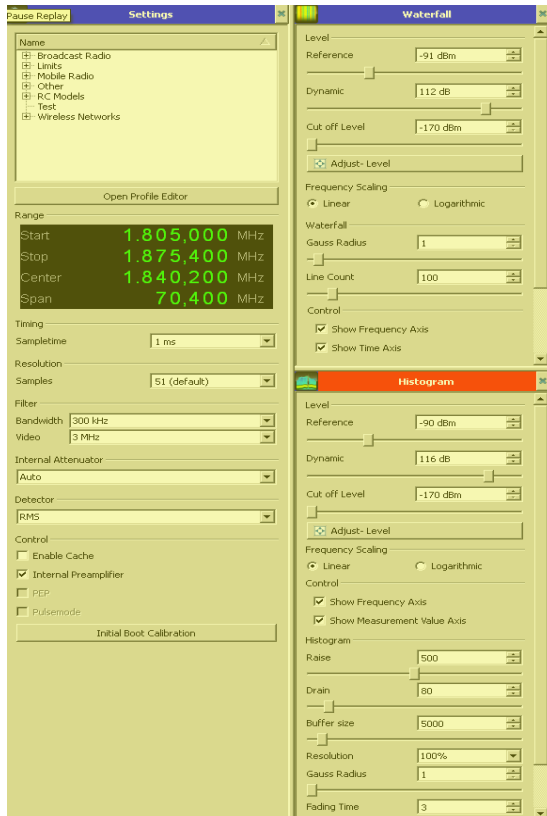 Pause Replay
Settings
Name
Broadcast Radio
Limits
Mobile Radio
Other
RC Models
Test
Wireless Networks
Open Profile Editor
Range
Start 1.805,000 MHz
Stop 1.875,400 MHz
Center 1.840,200 MHz
Span 70,400 MHz
Timing
Sampletime 1 ms
Resolution
Samples 51 (default)
Filter
Bandwidth 300 kHz
Video 3 MHz
Internal Attenuator
Auto
Detector
RMS
Control
Enable Cache
Internal Preamplifier
PEP
Pulsemode
Initial Boot Calibration
Waterfall
Level
Reference -91 dBm
Dynamic 112 dB
Cut off Level -170 dBm
Adjust- Level
Frequency Scaling
Linear Logarithmic
Waterfall
Gauss Radius 1
Line Count 100
Control
Show Frequency Axis
Show Time Axis
Histogram
Level
Reference -90 dBm
Dynamic 116 dB
Cut off Level -170 dBm
Adjust- Level
Frequency Scaling
Linear Logarithmic
Control
Show Frequency Axis
Show Measurement Value Axis
Histogram
Raise 500
Drain 80
Buffer size 5000
Resolution 100%
Gauss Radius 1
Fading Time 3